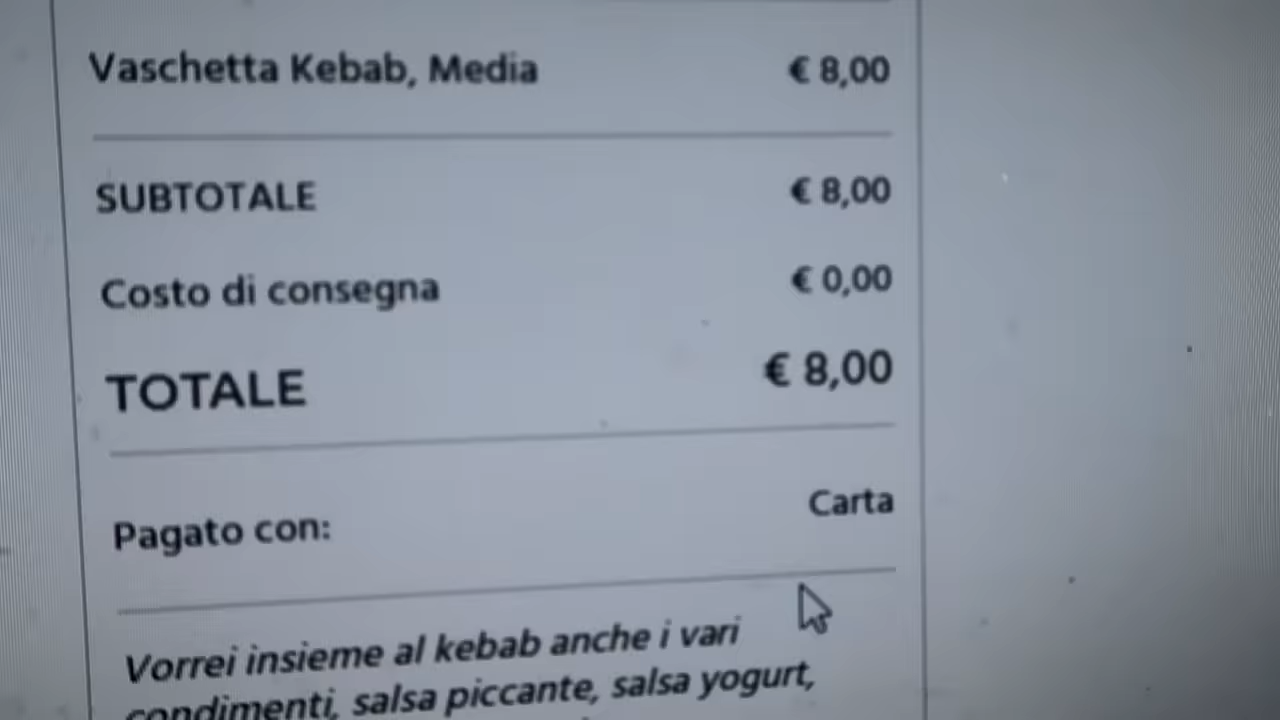 Vaschetta Kebab, Media € 8,00
SUBTOTALE € 8,00
Costo di consegna € 0,00
TOTALE € 8,00
Pagato con: Carta
Vorrei insieme al kebab anche i vari
condimenti, salsa piccante, salsa yogurt,